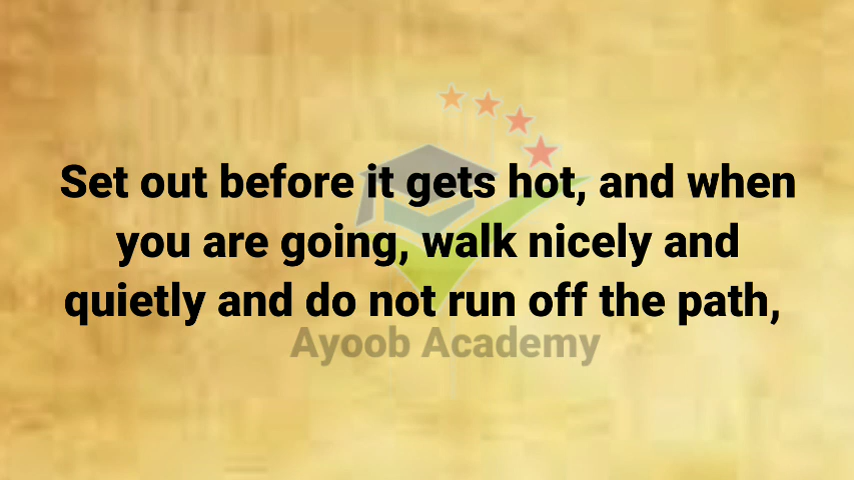 Set out before it gets hot, and when
you are going, walk nicely and
quietly and do not run off the path,
Ayoob Academy